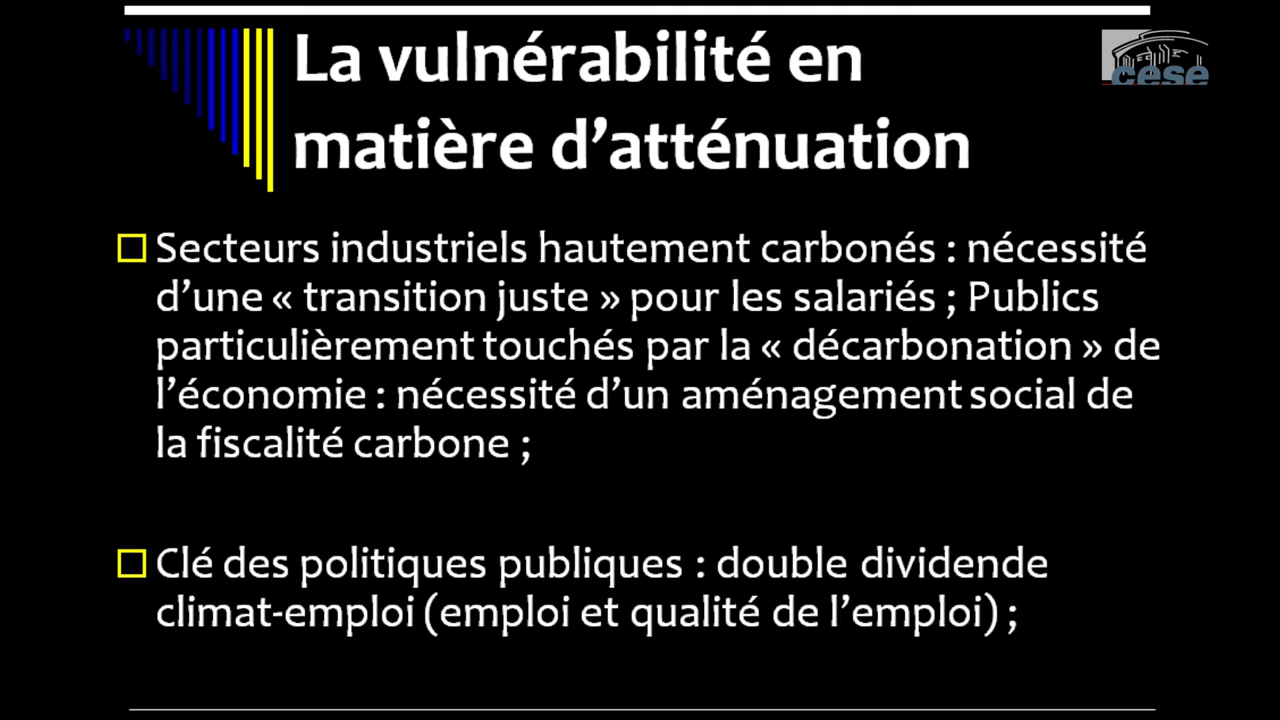 La vulnérabilité en
matière d’atténuation
cese
Secteurs industriels hautement carbonés : nécessité
d’une « transition juste » pour les salariés ; Publics
particulièrement touchés par la « décarbonation » de
l’économie : nécessité d’un aménagement social de
la fiscalité carbone ;
Clé des politiques publiques : double dividende
climat-emploi (emploi et qualité de l’emploi) ;